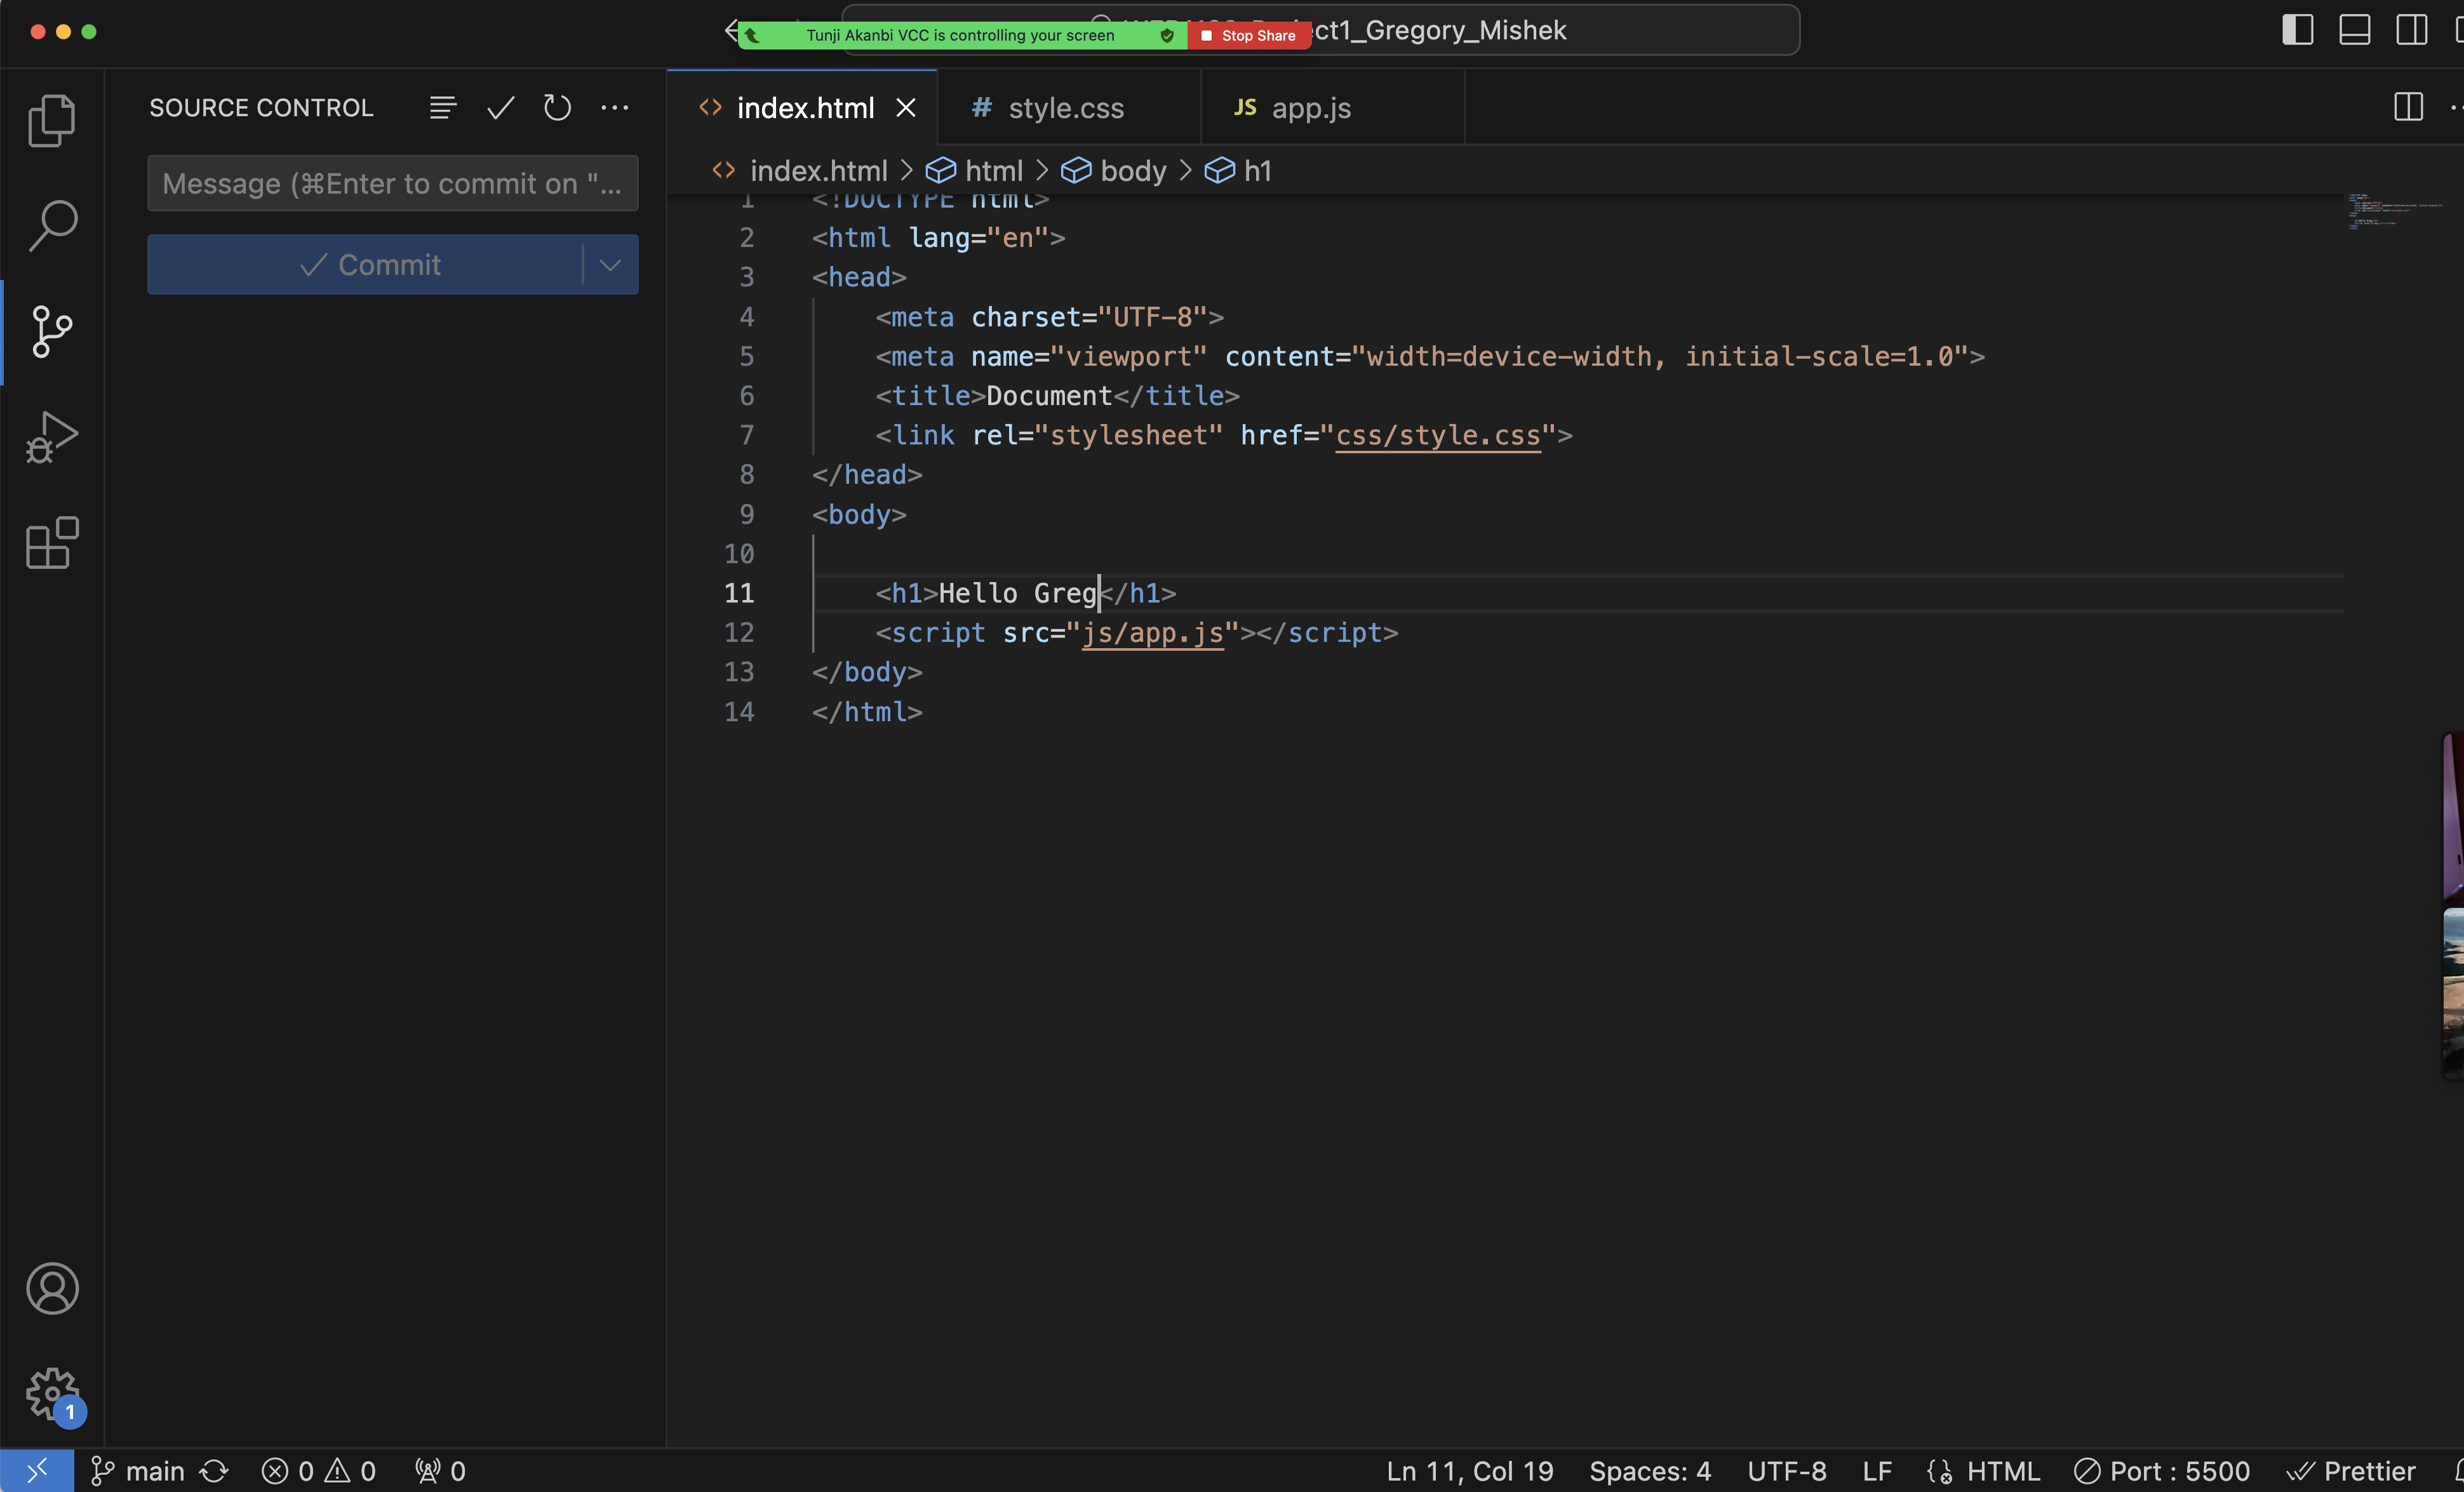 Tunji Akanbi VCC is controlling your screen
Stop Share
ct1_Gregory_Mishek
SOURCE CONTROL
Message (⌘Enter to commit on "...
Commit
index.html
# style.css
JS app.js
index.html > html > body > h1
1 <!DOCTYPE html>
2 <html lang="en">
3 <head>
4 <meta charset="UTF-8">
5 <meta name="viewport" content="width=device-width, initial-scale=1.0">
6 <title>Document</title>
7 <link rel="stylesheet" href="css/style.css">
8 </head>
9 <body>
10
11 <h1>Hello Greg</h1>
12 <script src="js/app.js"></script>
13 </body>
14 </html>
1
main 0 0 0 Ln 11, Col 19 Spaces: 4 UTF-8 LF HTML Port : 5500 Prettier